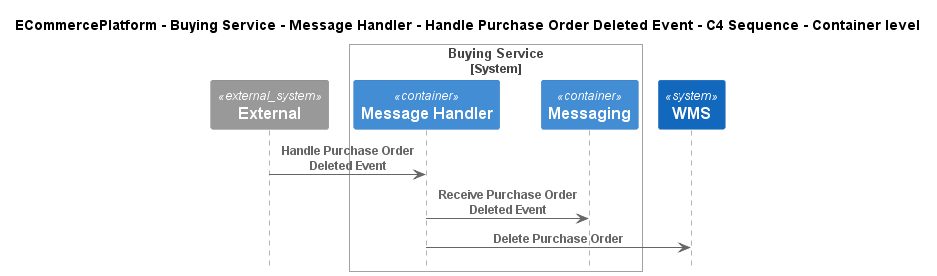 ECommercePlatform - Buying Service - Message Handler - Handle Purchase Order Deleted Event - C4 Sequence - Container level
Buying Service
[System]
«external_system»
External
«container»
Message Handler
«container»
Messaging
«system»
WMS
Handle Purchase Order
Deleted Event
Receive Purchase Order
Deleted Event
Delete Purchase Order